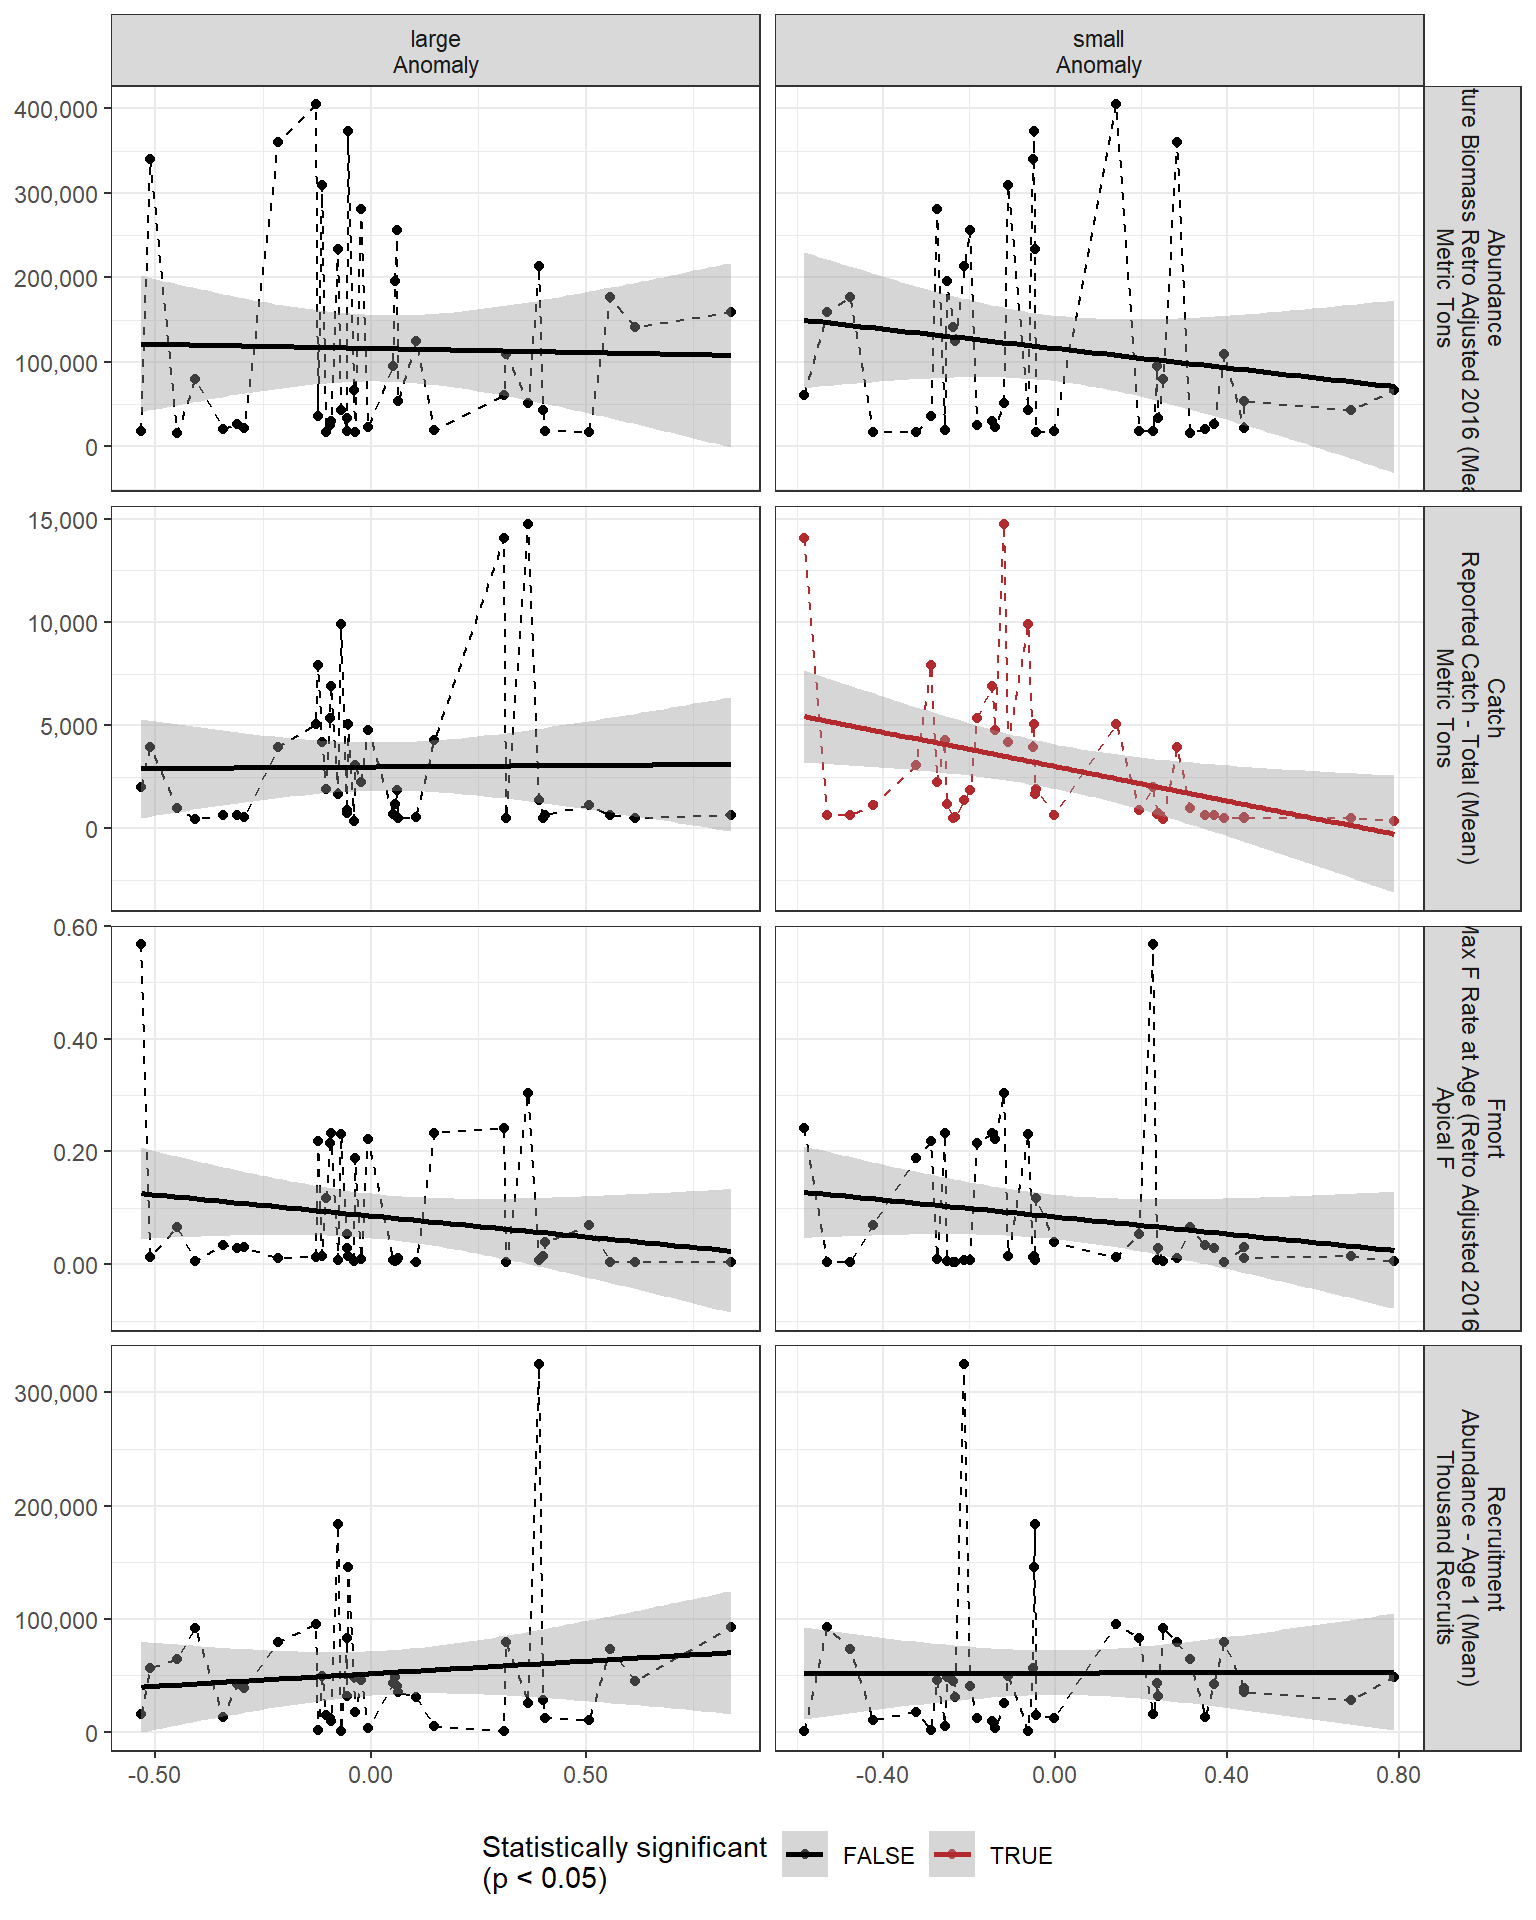 large
Anomaly
small
Anomaly
400,000
300,000
200,000
100,000
0
Abundance
ture Biomass Retro Adjusted 2016 (Mea
Metric Tons
15,000
10,000
5,000
0
Catch
Reported Catch - Total (Mean)
Metric Tons
0.60
0.40
0.20
0.00
Fmort
Max F Rate at Age (Retro Adjusted 2016
Apical F
300,000
200,000
100,000
0
Recruitment
Abundance - Age 1 (Mean)
Thousand Recruits
-0.50 0.00 0.50
-0.40 0.00 0.40 0.80
Statistically significant
(p < 0.05)
FALSE
TRUE